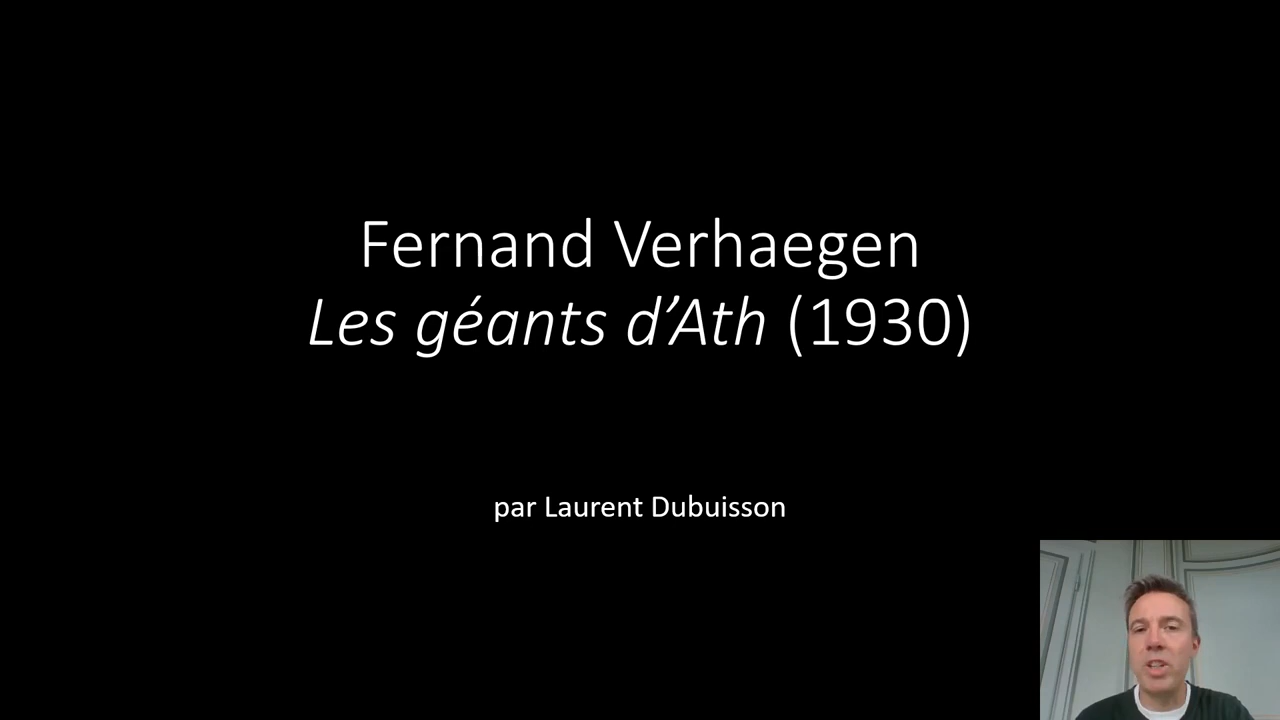 Fernand Verhaegen
Les géants d’Ath (1930)
par Laurent Dubuisson